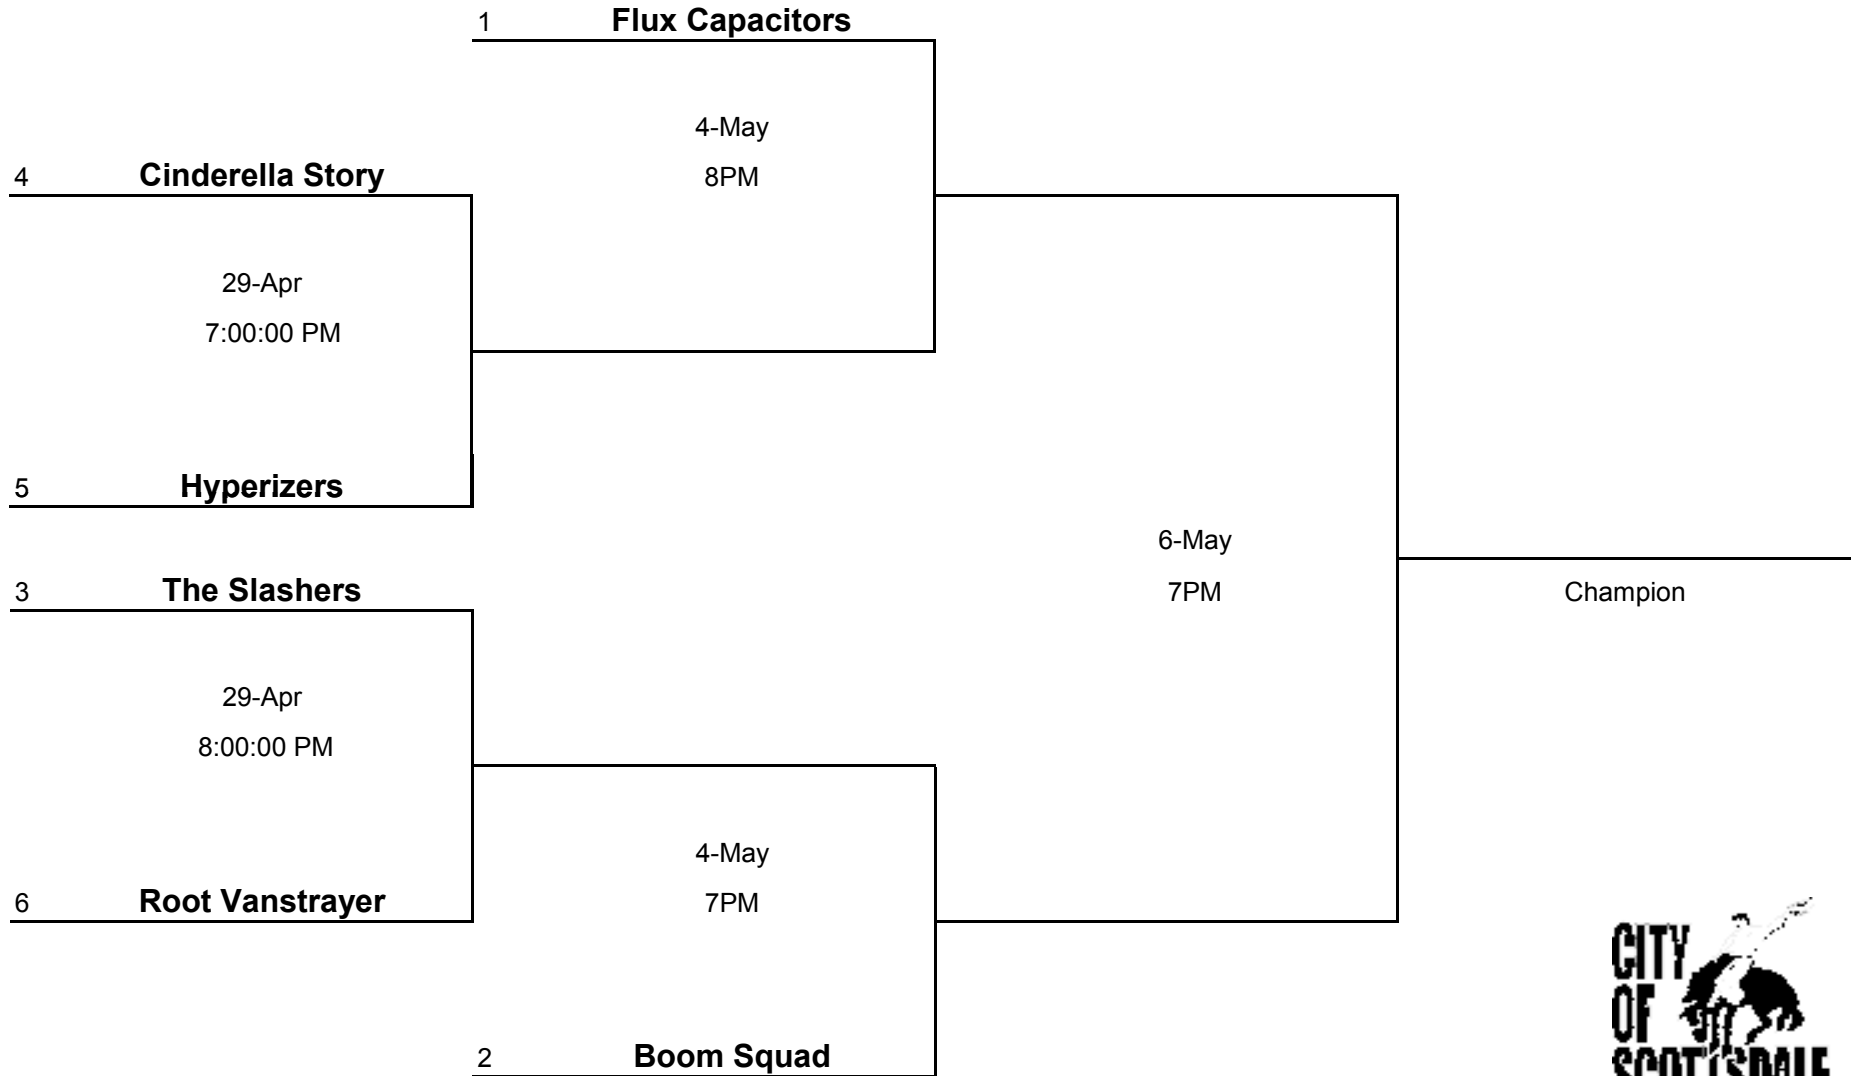 1 Flux Capacitors
4-May
4 Cinderella Story
8PM
29-Apr
7:00:00 PM
5 Hyperizers
6-May
3 The Slashers
7PM
Champion
29-Apr
8:00:00 PM
4-May
6 Root Vanstrayer
7PM
2 Boom Squad
CITY
OF
SCOTTSDALE